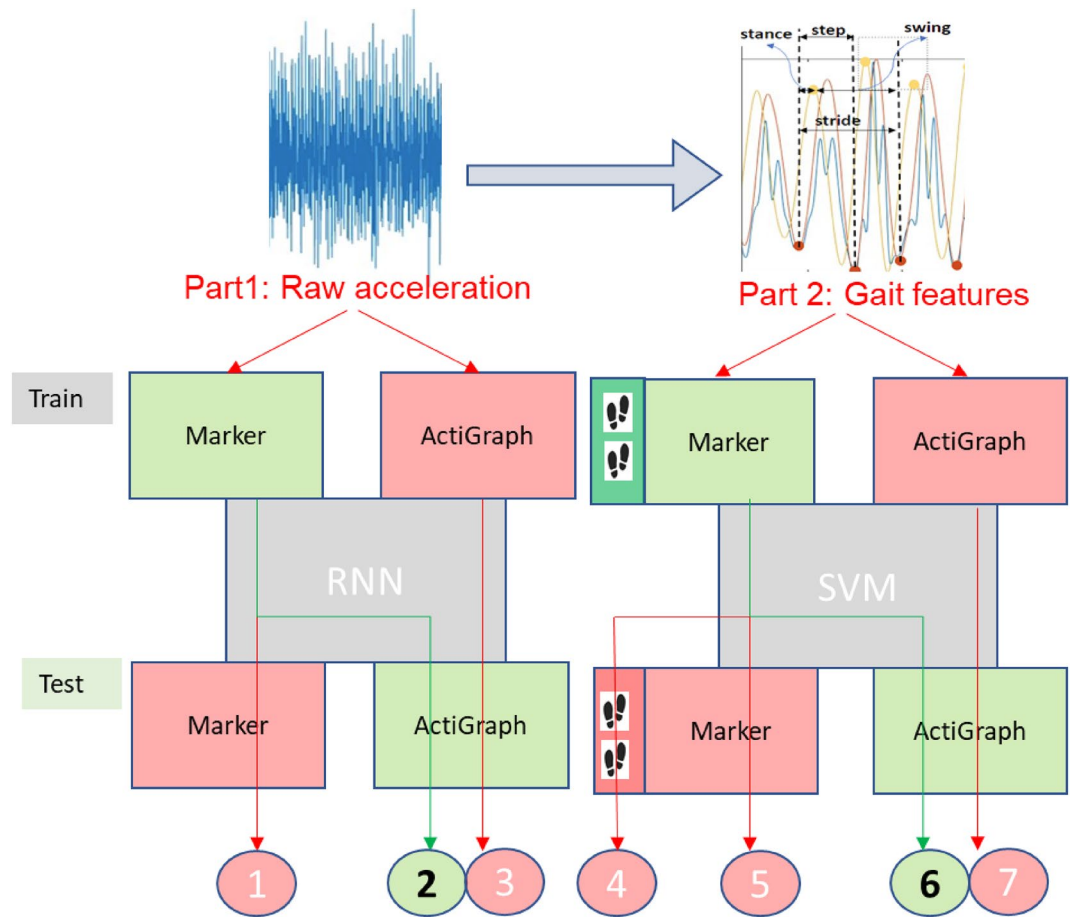 stance
step
swing
stride
Part1: Raw acceleration
Part 2: Gait features
Train
Marker
ActiGraph
Marker
ActiGraph
RNN
SVM
Test
Marker
ActiGraph
Marker
ActiGraph
1
2
3
4
5
6
7